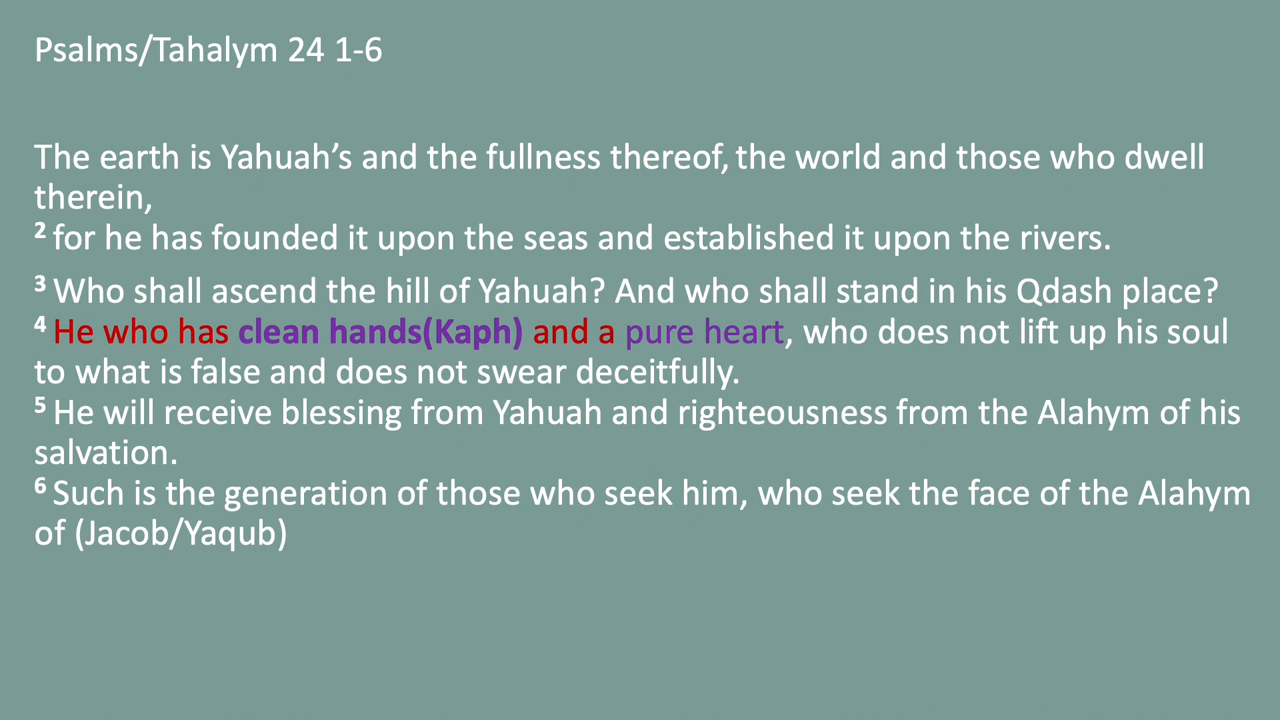 Psalms/Tahalym 24 1-6
The earth is Yahuah’s and the fullness thereof, the world and those who dwell
therein,
2 for he has founded it upon the seas and established it upon the rivers.
3 Who shall ascend the hill of Yahuah? And who shall stand in his Qdash place?
4 He who has clean hands(Kaph) and a pure heart, who does not lift up his soul
to what is false and does not swear deceitfully.
5 He will receive blessing from Yahuah and righteousness from the Alahym of his
salvation.
6 Such is the generation of those who seek him, who seek the face of the Alahym
of (Jacob/Yaqub)